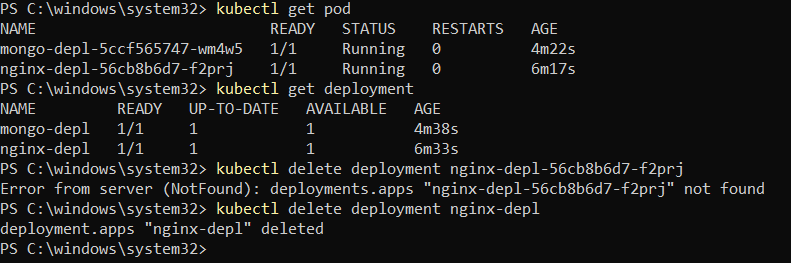 PS C:\windows\system32> kubectl get pod
NAME                          READY   STATUS    RESTARTS   AGE
mongo-depl-5ccf565747-wm4w5   1/1     Running   0          4m22s
nginx-depl-56cb8b6d7-f2prj    1/1     Running   0          6m17s
PS C:\windows\system32> kubectl get deployment
NAME         READY   UP-TO-DATE   AVAILABLE   AGE
mongo-depl   1/1     1            1           4m38s
nginx-depl   1/1     1            1           6m33s
PS C:\windows\system32> kubectl delete deployment nginx-depl-56cb8b6d7-f2prj
Error from server (NotFound): deployments.apps "nginx-depl-56cb8b6d7-f2prj" not found
PS C:\windows\system32> kubectl delete deployment nginx-depl
deployment.apps "nginx-depl" deleted
PS C:\windows\system32>